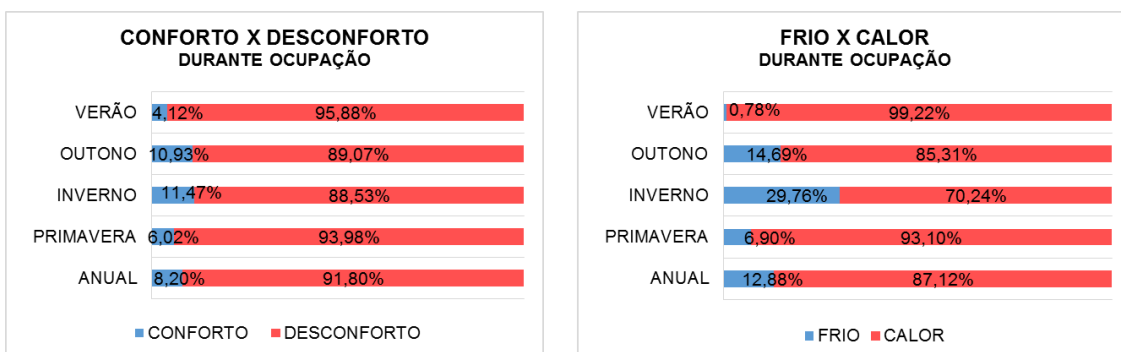 CONFORTO X DESCONFORTO
DURANTE OCUPAÇÃO
VERÃO 4,12% 95,88%
OUTONO 10,93% 89,07%
INVERNO 11,47% 88,53%
PRIMAVERA 6,02% 93,98%
ANUAL 8,20% 91,80%
CONFORTO DESCONFORTO
FRIO X CALOR
DURANTE OCUPAÇÃO
VERÃO 0,78% 99,22%
OUTONO 14,69% 85,31%
INVERNO 29,76% 70,24%
PRIMAVERA 6,90% 93,10%
ANUAL 12,88% 87,12%
FRIO CALOR